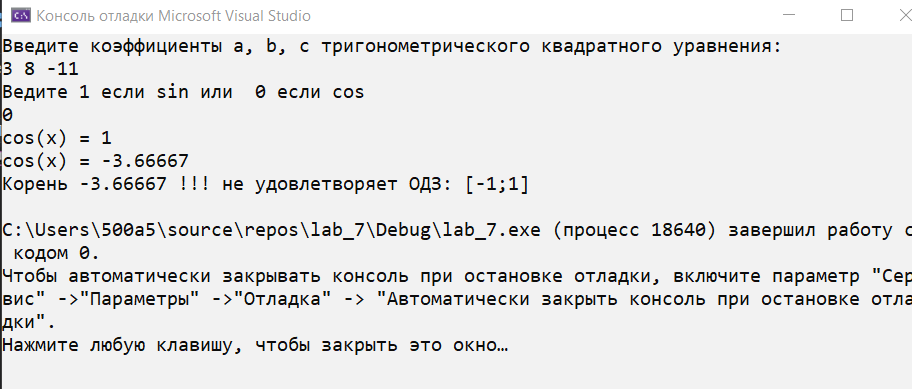 Консоль отладки Microsoft Visual Studio
Введите коэффициенты a, b, c тригонометрического квадратного уравнения:
3 8 -11
Ведите 1 если sin или  0 если cos
0
cos(x) = 1
cos(x) = -3.66667
Корень -3.66667 !!! не удовлетворяет ОДЗ: [-1;1]
C:\Users\500a5\source\repos\lab_7\Debug\lab_7.exe (процесс 18640) завершил работу с
 кодом 0.
Чтобы автоматически закрывать консоль при остановке отладки, включите параметр "Сер
вис" ->"Параметры" ->"Отладка" -> "Автоматически закрыть консоль при остановке отла
дки".
Нажмите любую клавишу, чтобы закрыть это окно…